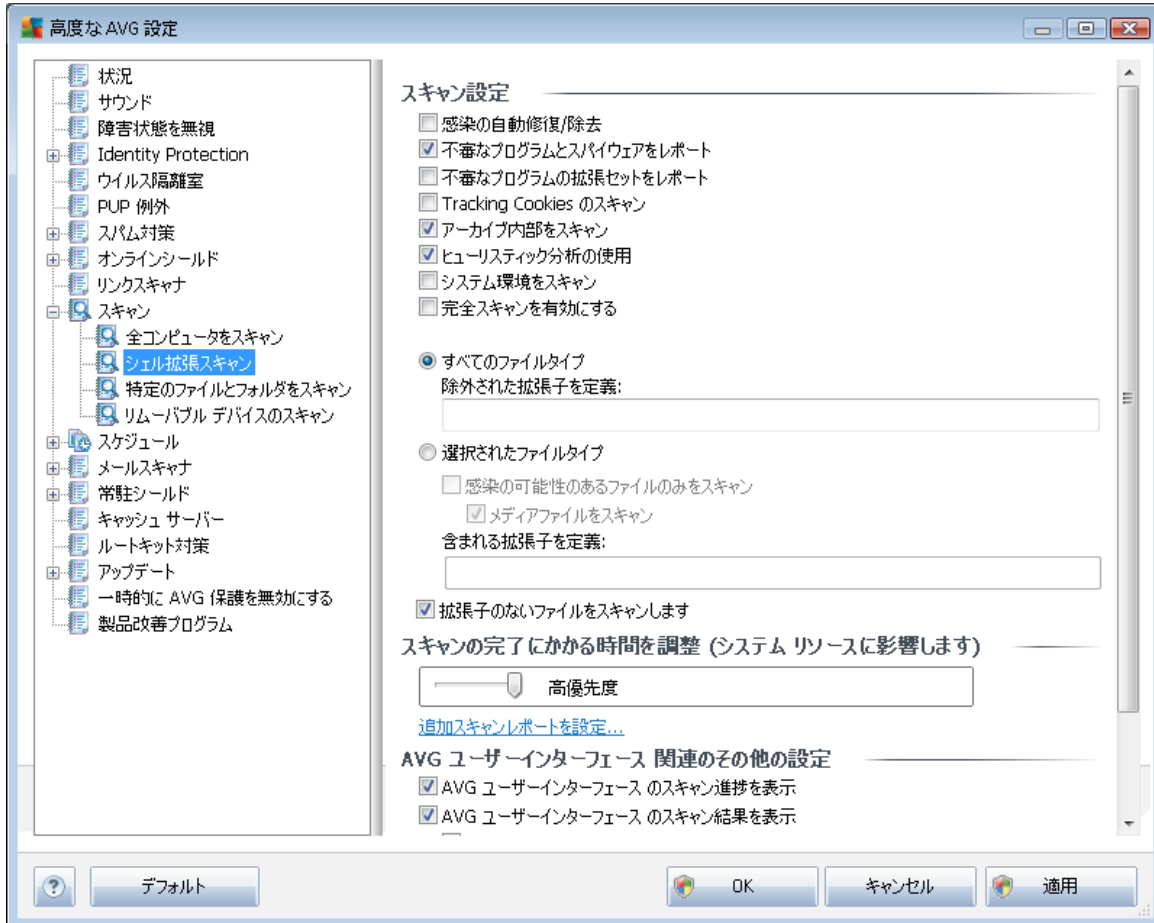 高度な AVG 設定
状況
サウンド
障害状態を無視
Identity Protection
ウイルス隔離室
PUP 例外
スパム対策
オンラインシールド
リンクスキャナ
スキャン
全コンピュータをスキャン
シェル拡張スキャン
特定のファイルとフォルダをスキャン
リムーバブル デバイスのスキャン
スケジュール
メールスキャナ
常駐シールド
キャッシュ サーバー
ルートキット対策
アップデート
一時的に AVG 保護を無効にする
製品改善プログラム
スキャン設定
感染の自動修復/除去
不審なプログラムとスパイウェアをレポート
不審なプログラムの拡張セットをレポート
Tracking Cookies のスキャン
アーカイブ内部をスキャン
ヒューリスティック分析の使用
システム環境をスキャン
完全スキャンを有効にする
すべてのファイルタイプ
除外された拡張子を定義:
選択されたファイルタイプ
感染の可能性のあるファイルのみをスキャン
メディアファイルをスキャン
含まれる拡張子を定義:
拡張子のないファイルをスキャンします
スキャンの完了にかかる時間を調整 (システム リソースに影響します)
高優先度
追加スキャンレポートを設定...
AVG ユーザーインターフェース 関連のその他の設定
AVG ユーザーインターフェース のスキャン進捗を表示
AVG ユーザーインターフェース のスキャン結果を表示
?
デフォルト
OK
キャンセル
適用